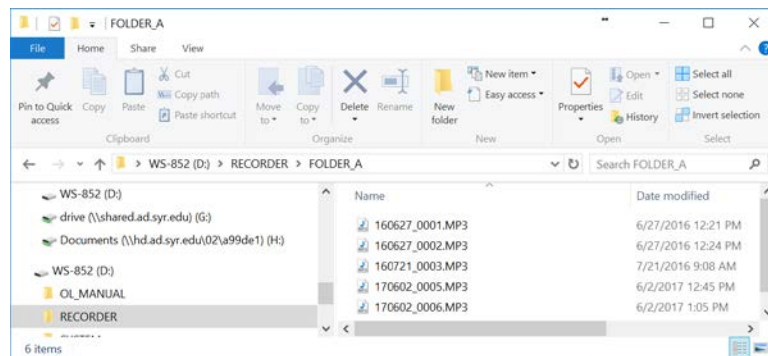 FOLDER_A
File Home Share View
Pin to Quick access
Copy
Paste
Cut
Copy path
Paste shortcut
Clipboard
Move to
Copy to
Delete
Rename
Organize
New folder
New item
Easy access
New
Properties
Open
Edit
History
Open
Select all
Select none
Invert selection
Select
WS-852 (D:) > RECORDER > FOLDER_A
Search FOLDER_A
WS-852 (D:)
drive (\\shared.ad.syr.edu) (G:)
Documents (\\hd.ad.syr.edu\02\a99de1) (H:)
WS-852 (D:)
OL_MANUAL
RECORDER
Name Date modified
160627_0001.MP3 6/27/2016 12:21 PM
160627_0002.MP3 6/27/2016 12:24 PM
160721_0003.MP3 7/21/2016 9:08 AM
170602_0005.MP3 6/2/2017 12:45 PM
170602_0006.MP3 6/2/2017 1:05 PM
6 items